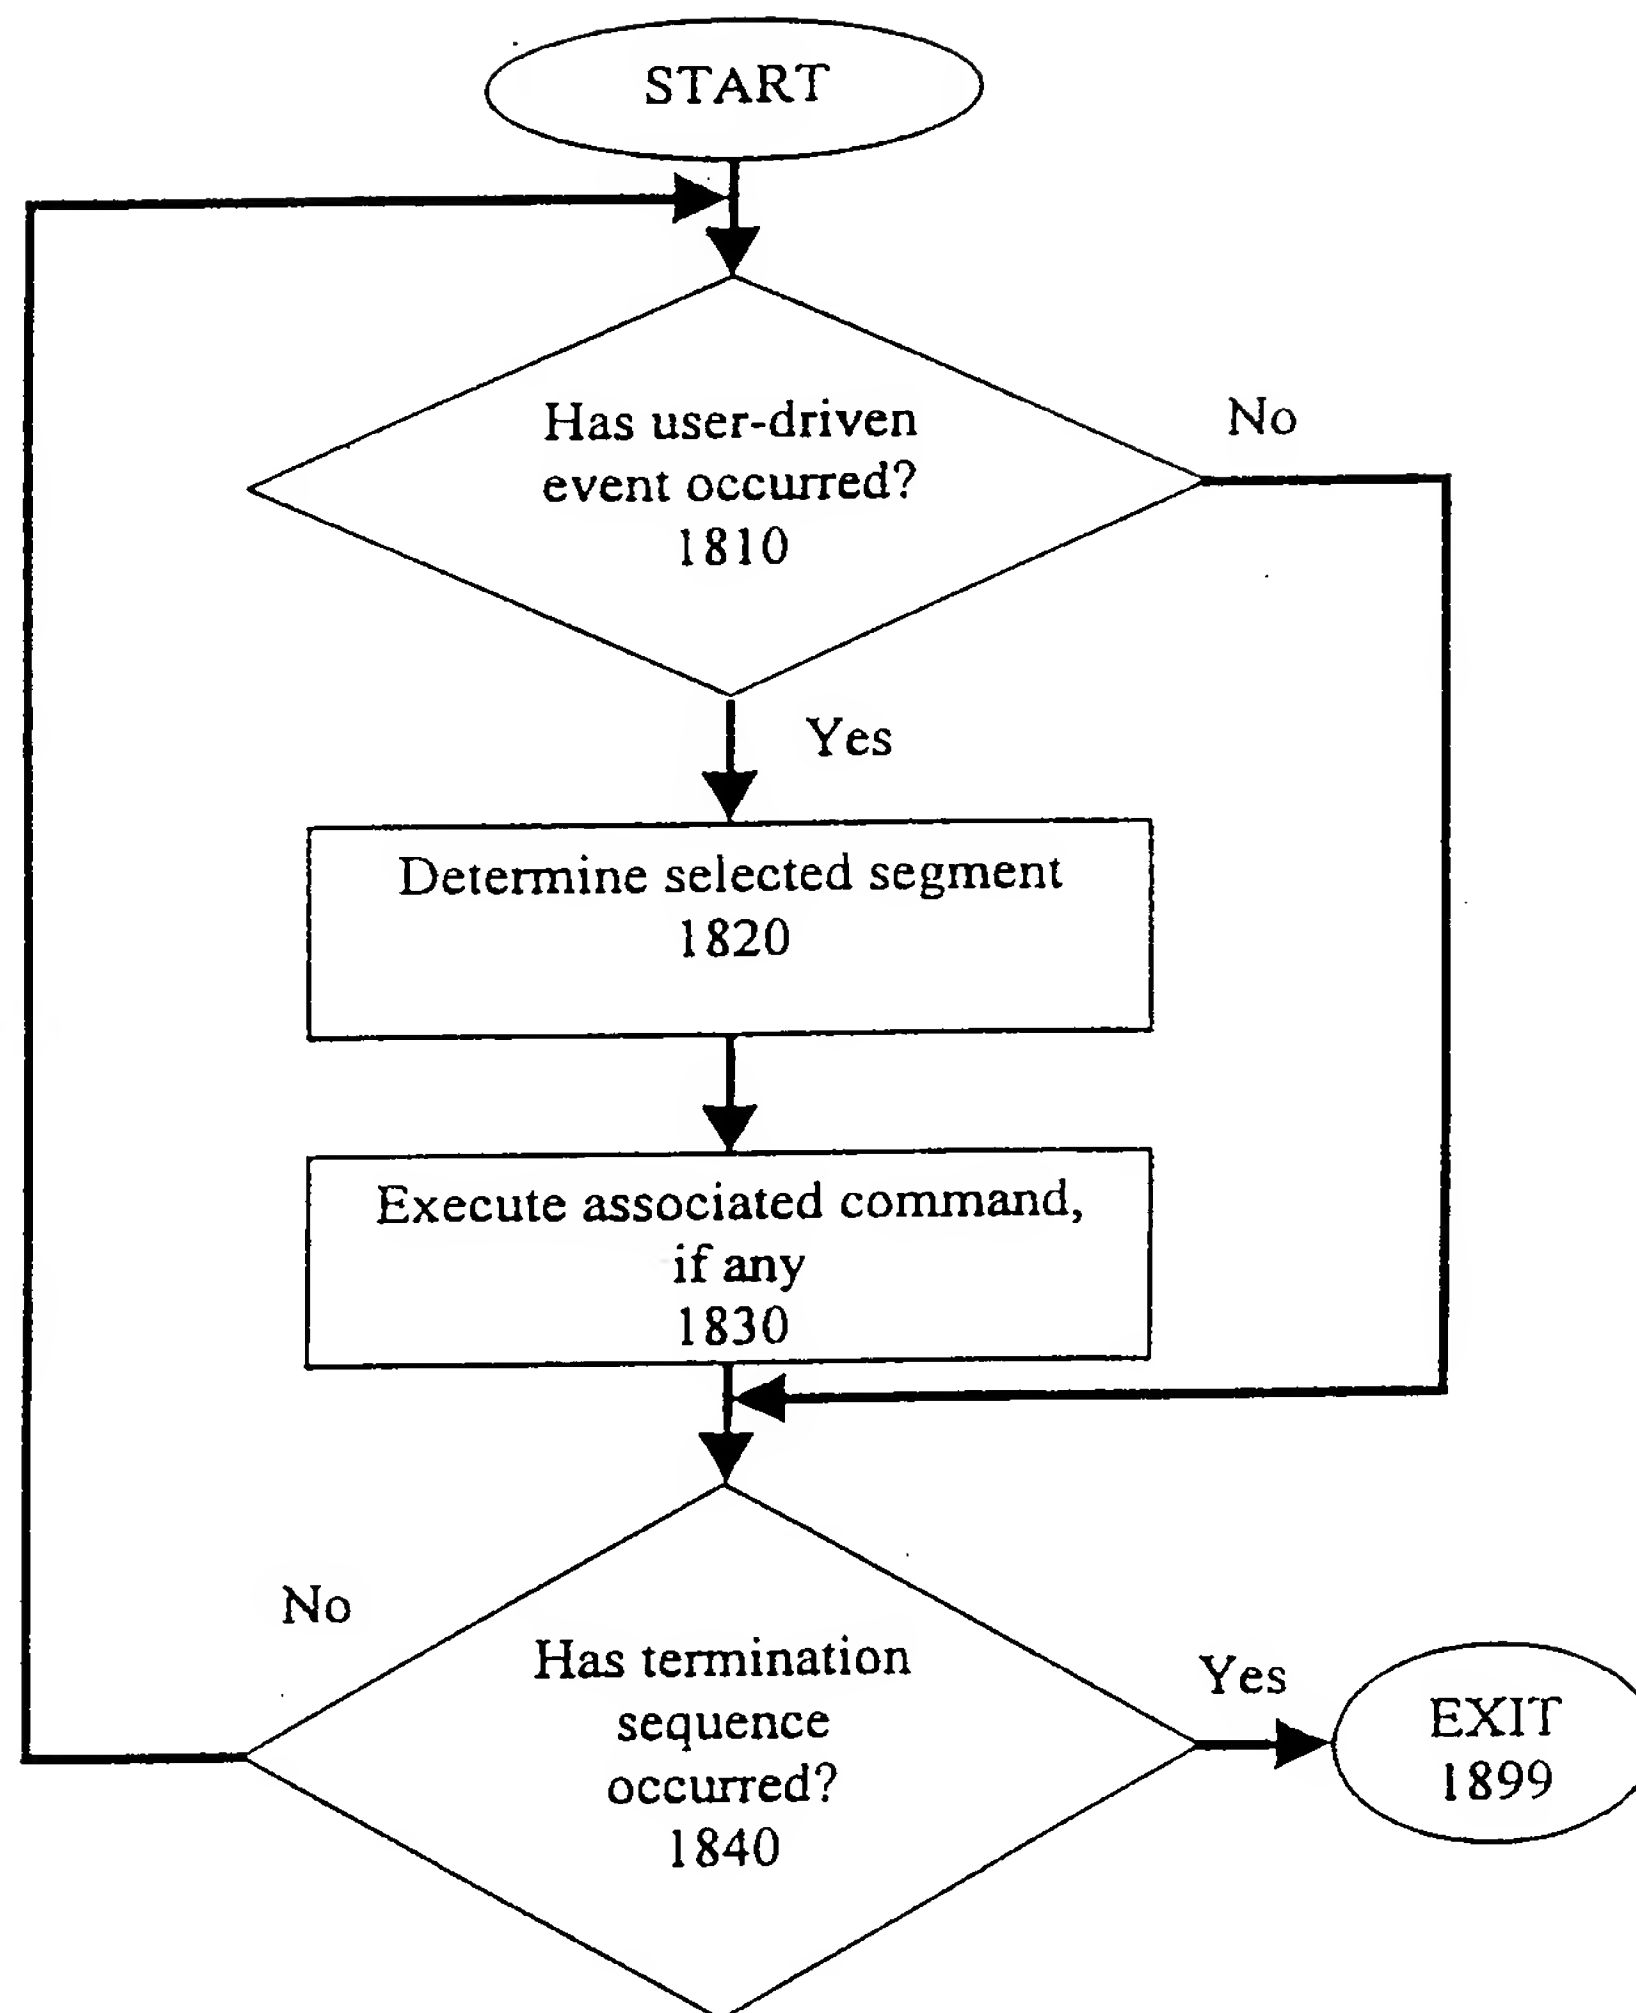 START
Has user-driven
event occurred?
1810
No
Yes
Determine selected segment
1820
Execute associated command,
if any
1830
No
Has termination
sequence
occurred?
1840
Yes
EXIT
1899